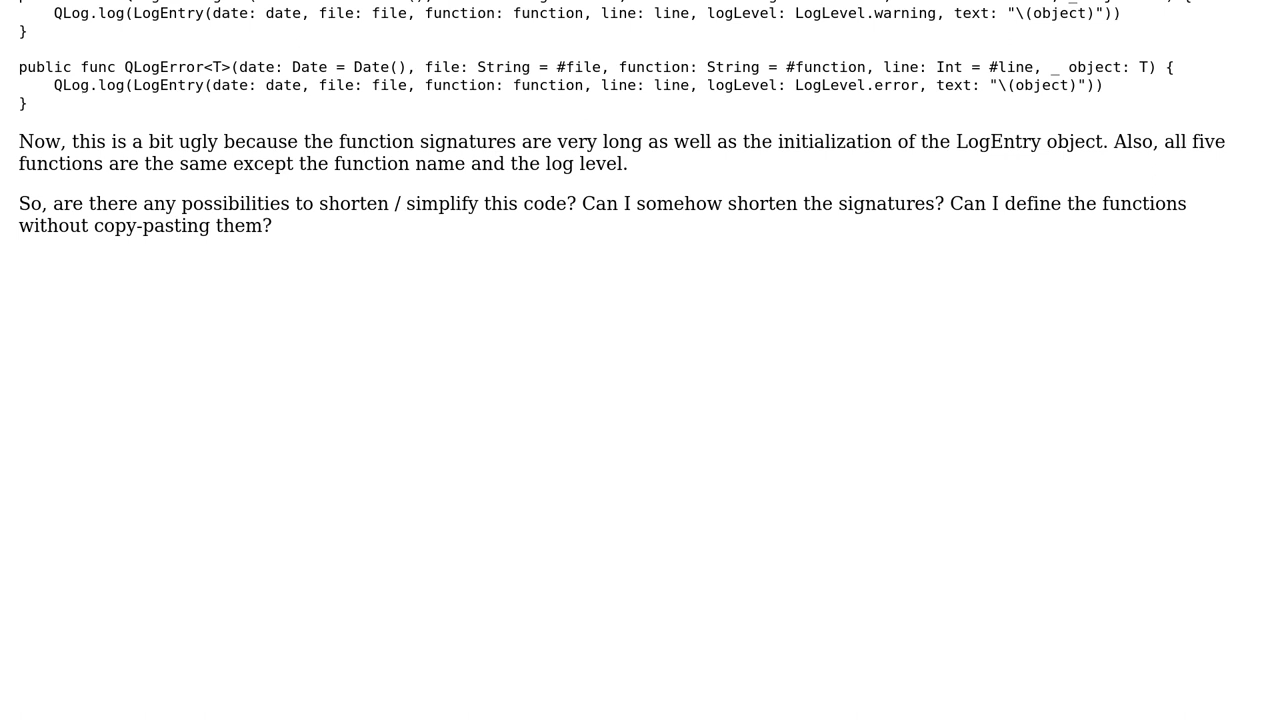 QLog.log(LogEntry(date: date, file: file, function: function, line: line, logLevel: LogLevel.warning, text: "\(object)"))
}
public func QLogError<T>(date: Date = Date(), file: String = #file, function: String = #function, line: Int = #line, _ object: T) {
QLog.log(LogEntry(date: date, file: file, function: function, line: line, logLevel: LogLevel.error, text: "\(object)"))
}
Now, this is a bit ugly because the function signatures are very long as well as the initialization of the LogEntry object. Also, all five
functions are the same except the function name and the log level.
So, are there any possibilities to shorten / simplify this code? Can I somehow shorten the signatures? Can I define the functions
without copy-pasting them?